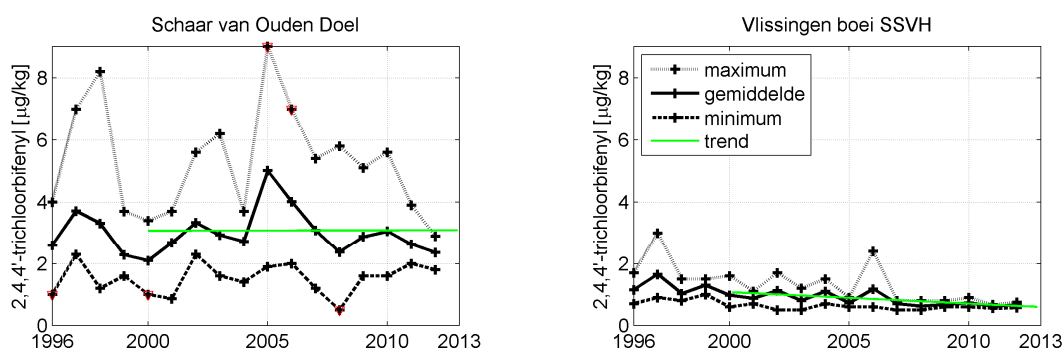 Schaar van Ouden Doel
2,4,4'-trichloorbifenyl [µg/kg]
8
6
4
2
0
1996 2000 2005 2010 2013
Vlissingen boei SSVH
2,4,4'-trichloorbifenyl [µg/kg]
8
6
4
2
0
maximum
gemiddelde
minimum
trend
1996 2000 2005 2010 2013